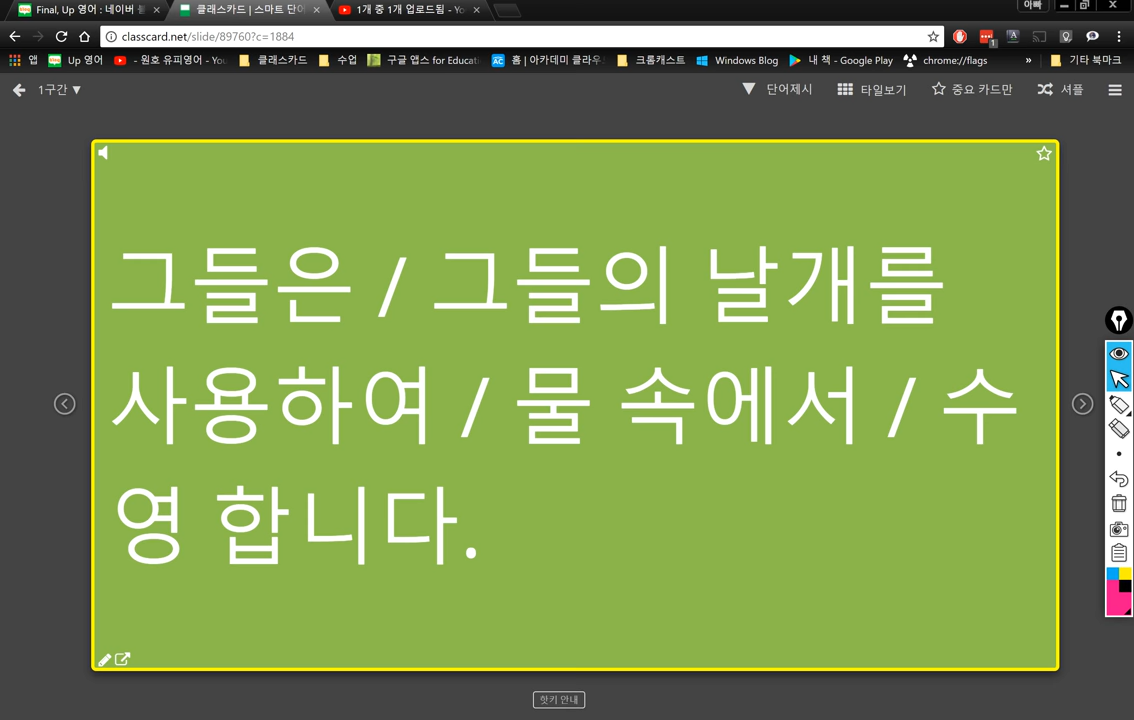 Final, Up 영어 : 네이버 블
클래스카드 | 스마트 단어
1개 중 1개 업로드됨 - Yo
아빠
classcard.net/slide/89760?c=1884
앱
Up 영어
- 원호 유피영어 - You
클래스카드
수업
구글 앱스 for Educati
홈 | 아카데미 클라우
크롬캐스트
Windows Blog
내 책 - Google Play
chrome://flags
»
기타 북마크
1구간 ▼
단어제시
타일보기
중요 카드만
셔플
그들은 / 그들의 날개를
사용하여 / 물 속에서 / 수
영 합니다.
핫키 안내